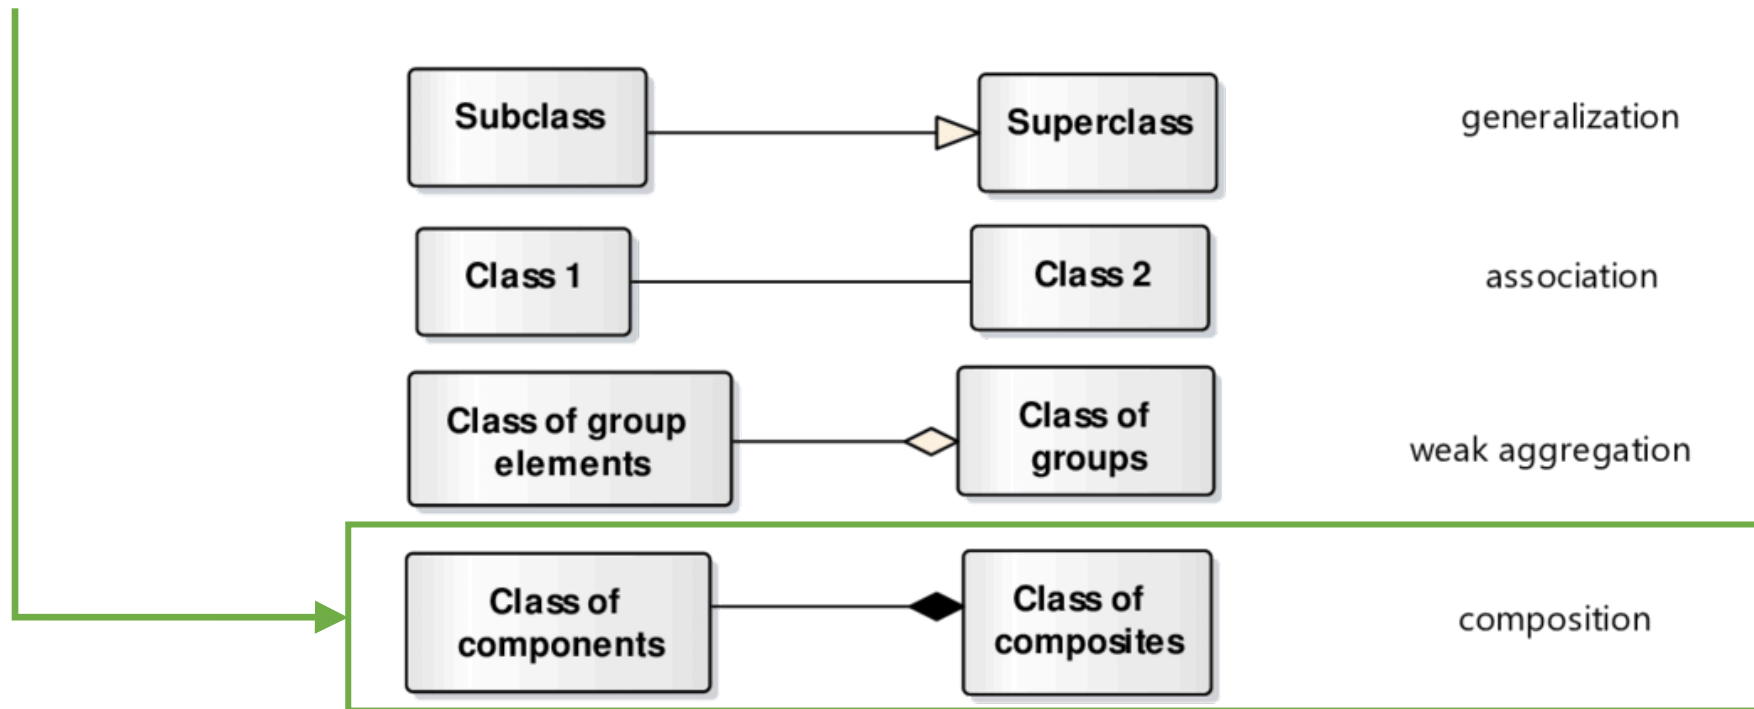 Subclass
Superclass
generalization
Class 1
Class 2
association
Class of group
elements
Class of
groups
weak aggregation
Class of
components
Class of
composites
composition